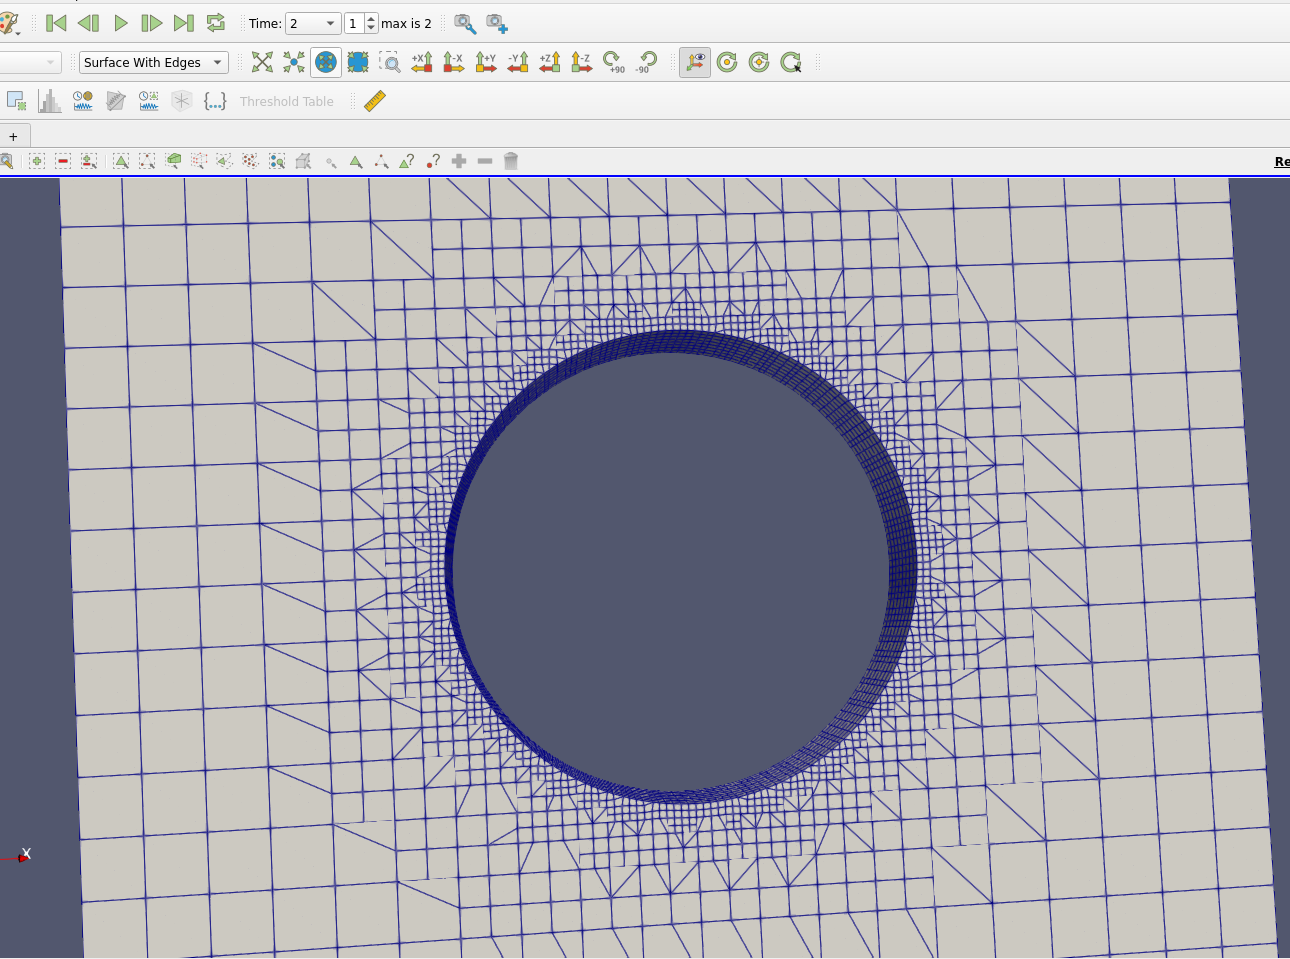 Time: 2 1 max is 2
Surface With Edges +X -X +Y -Y +Z -Z +90 -90
Threshold Table
+
Re
X